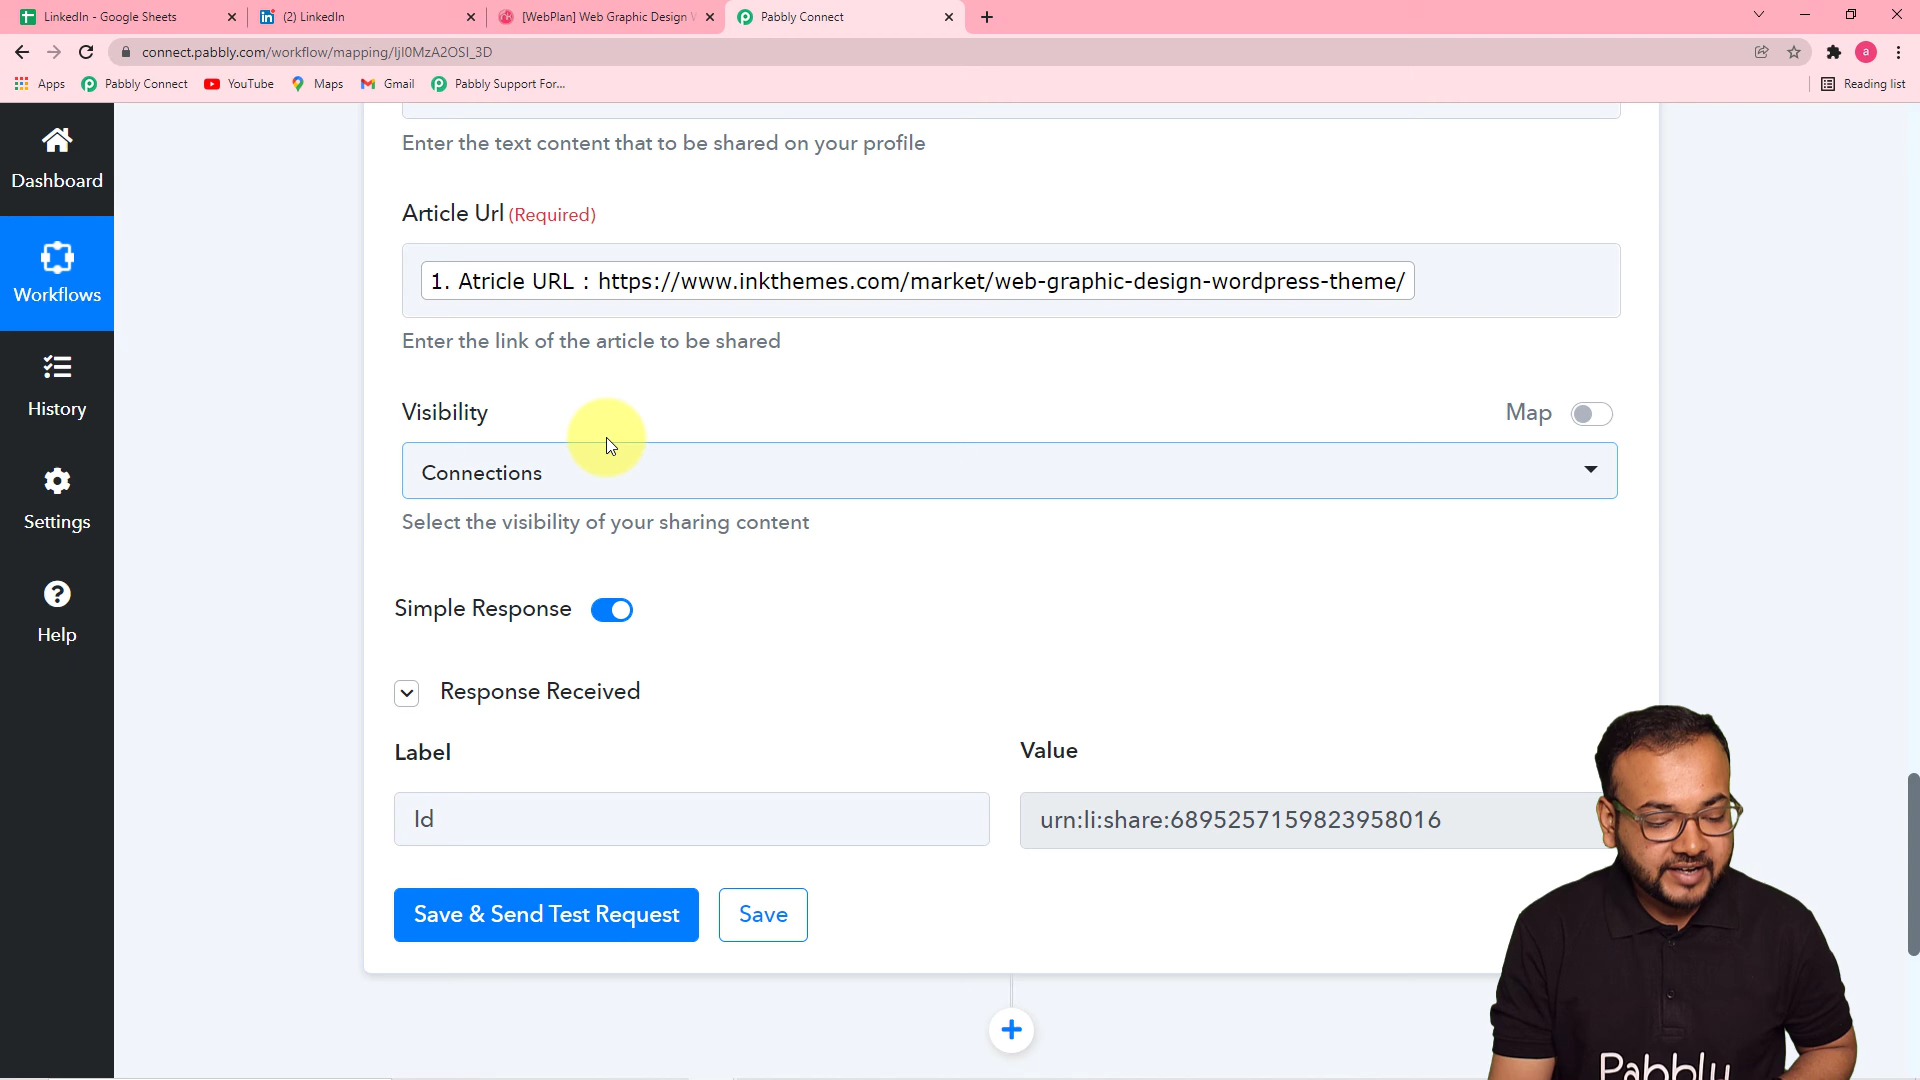 LinkedIn - Google Sheets
(2) LinkedIn
[WebPlan] Web Graphic Design
Pabbly Connect
connect.pabbly.com/workflow/mapping/IjI0MzA2OSI_3D
a
Apps
Pabbly Connect
YouTube
Maps
Gmail
Pabbly Support For...
Reading list
Dashboard
Workflows
History
Settings
Help
Enter the text content that to be shared on your profile
Article Url (Required)
1. Atricle URL : https://www.inkthemes.com/market/web-graphic-design-wordpress-theme/
Enter the link of the article to be shared
Visibility
Map
Connections
Select the visibility of your sharing content
Simple Response
Response Received
Label
Value
Id
urn:li:share:6895257159823958016
Save & Send Test Request
Save
Pabbly